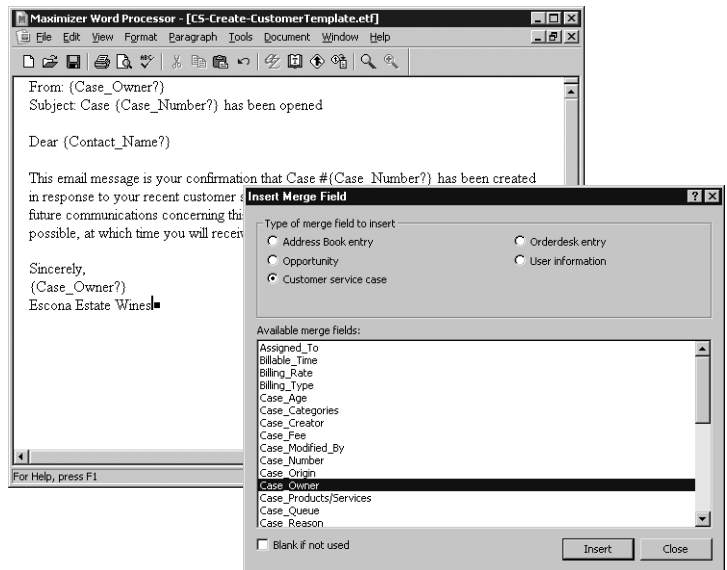 Maximizer Word Processor - [CS-Create-CustomerTemplate.etf]
File Edit View Format Paragraph Tools Document Window Help
From: {Case_Owner?}
Subject: Case {Case_Number?} has been opened
Dear {Contact_Name?}
This email message is your confirmation that Case #{Case_Number?} has been created
in response to your recent customer s
future communications concerning thi
possible, at which time you will receiv
Sincerely,
{Case_Owner?}
Escona Estate Wines
For Help, press F1
Insert Merge Field
Type of merge field to insert
Address Book entry
Orderdesk entry
Opportunity
User information
Customer service case
Available merge fields:
Assigned_To
Billable_Time
Billing_Rate
Billing_Type
Case_Age
Case_Categories
Case_Creator
Case_Fee
Case_Modified_By
Case_Number
Case_Origin
Case_Owner
Case_Products/Services
Case_Queue
Case_Reason
Blank if not used
Insert
Close